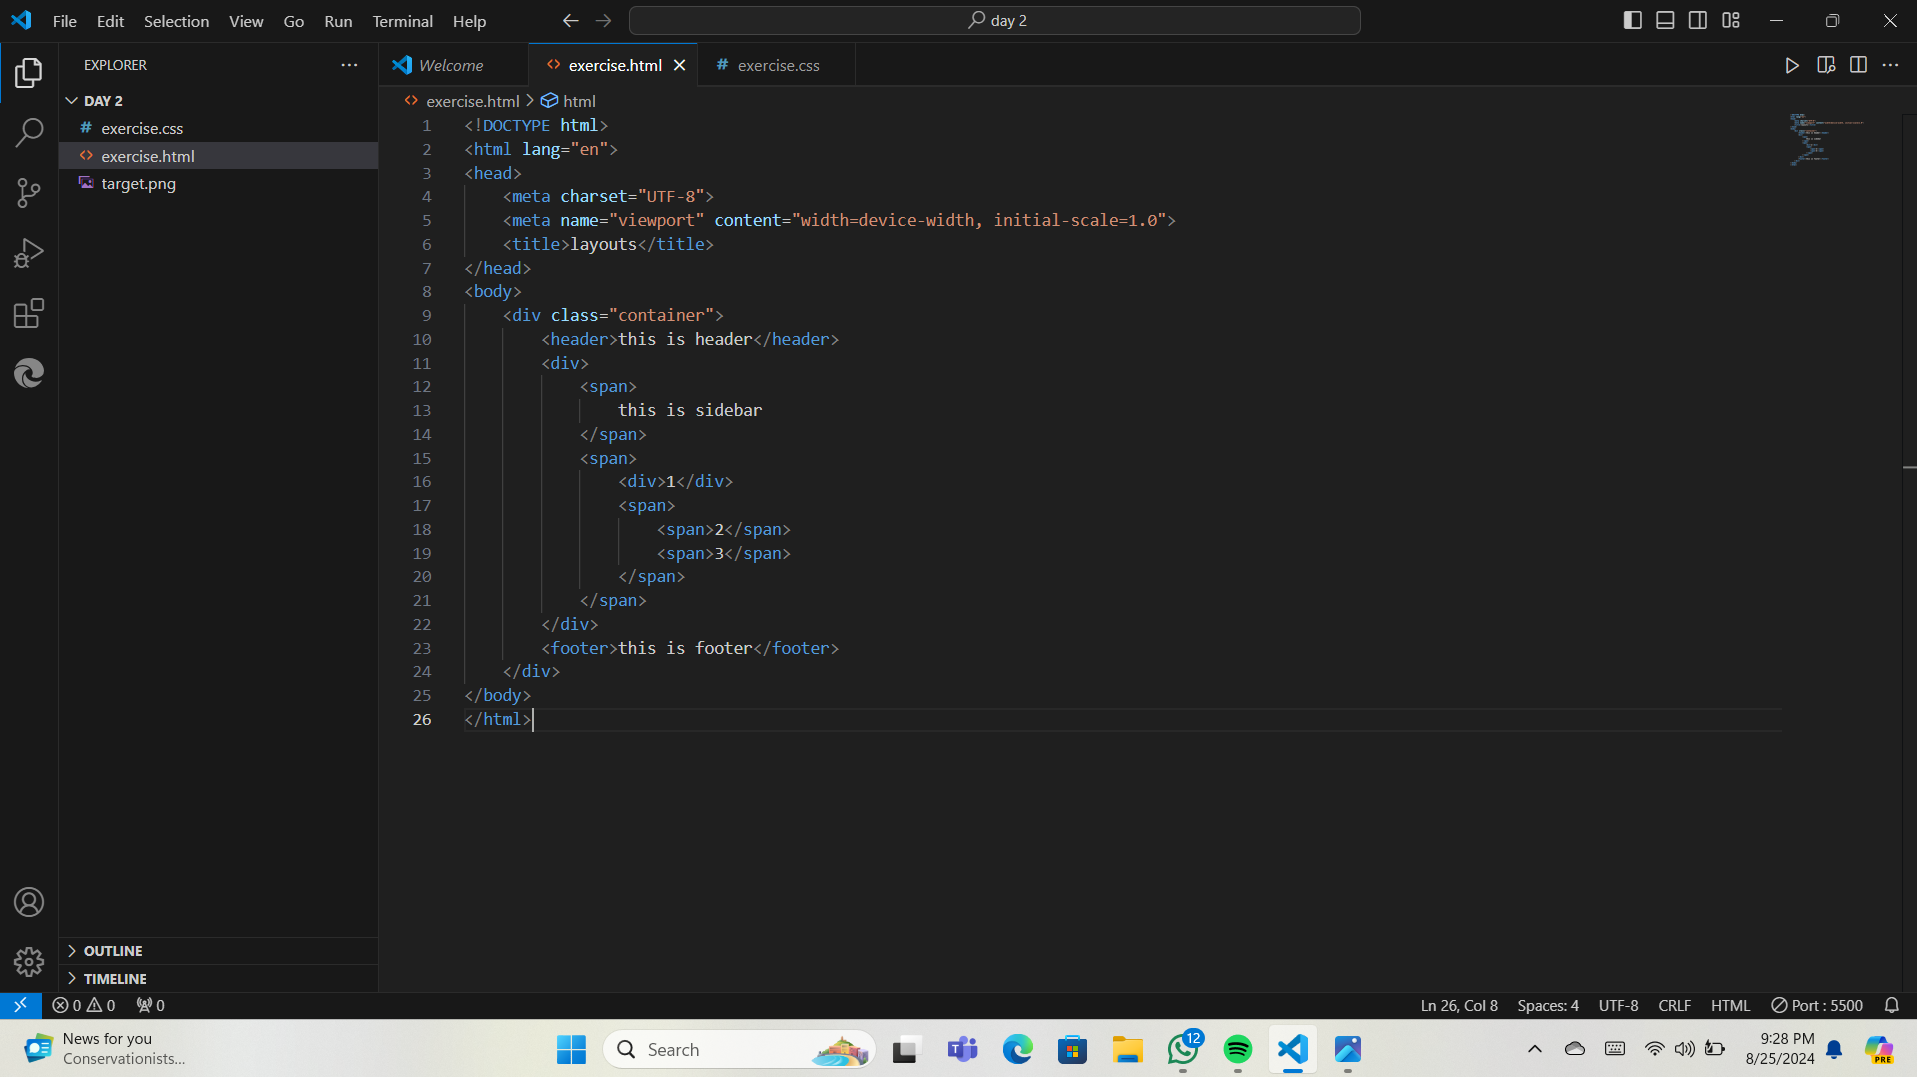 File Edit Selection View Go Run Terminal Help
day 2
EXPLORER
Welcome
exercise.html
exercise.css
DAY 2
exercise.css
exercise.html
target.png
exercise.html > html
1 <!DOCTYPE html>
2 <html lang="en">
3 <head>
4 <meta charset="UTF-8">
5 <meta name="viewport" content="width=device-width, initial-scale=1.0">
6 <title>layouts</title>
7 </head>
8 <body>
9 <div class="container">
10 <header>this is header</header>
11 <div>
12 <span>
13 this is sidebar
14 </span>
15 <span>
16 <div>1</div>
17 <span>
18 <span>2</span>
19 <span>3</span>
20 </span>
21 </span>
22 </div>
23 <footer>this is footer</footer>
24 </div>
25 </body>
26 </html>
OUTLINE
TIMELINE
0 0 0
Ln 26, Col 8 Spaces: 4 UTF-8 CRLF HTML Port : 5500
News for you
Conservationists...
Search
12
9:28 PM
8/25/2024
PRE